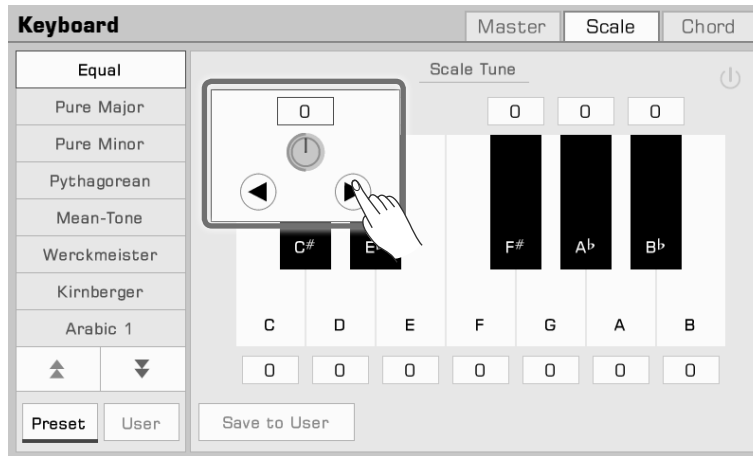 Keyboard
Master Scale Chord
Equal
Pure Major
Pure Minor
Pythagorean
Mean-Tone
Werckmeister
Kirnberger
Arabic 1
Preset User
Scale Tune
0
0 0 0
C# E♭ F# A♭ B♭
C D E F G A B
0 0 0 0 0 0 0
Save to User